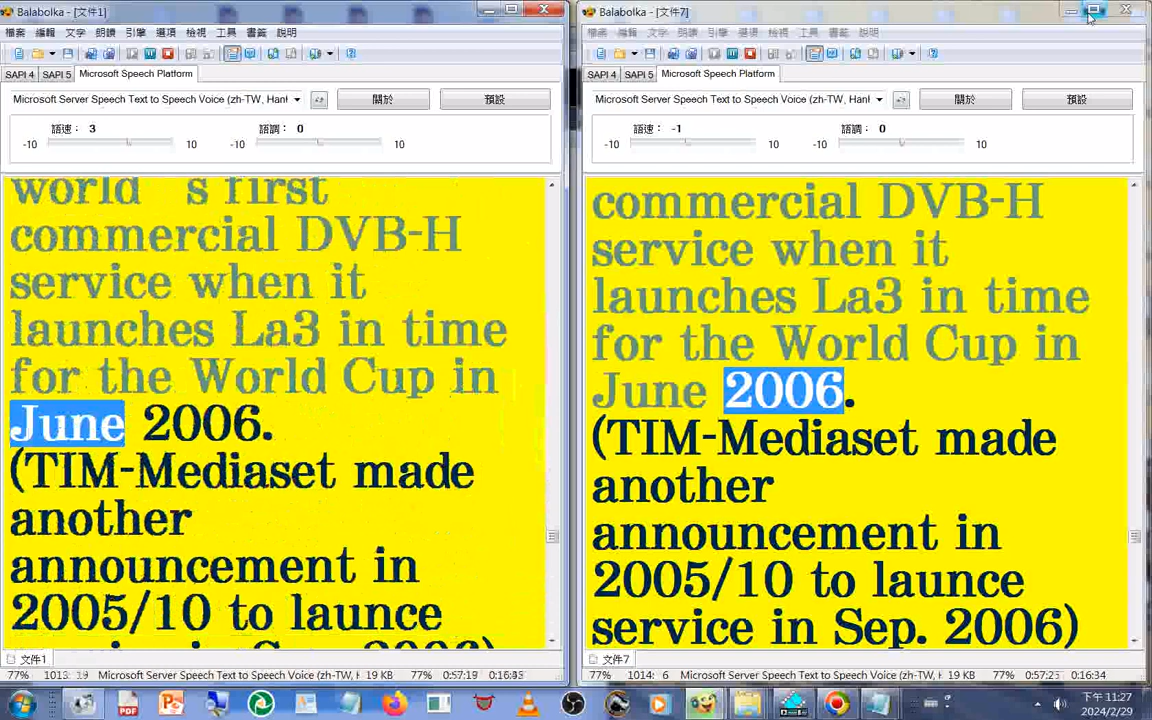 Balabolka - [文件1]
檔案 編輯 文字 朗讀 引擎 選項 檢視 工具 書籤 說明
SAPI 4 SAPI 5 Microsoft Speech Platform
Microsoft Server Speech Text to Speech Voice (zh-TW, Han
關於
預設
語速： 3
語調： 0
-10 10 -10 10
world s first
commercial DVB-H
service when it
launches La3 in time
for the World Cup in
June 2006.
(TIM-Mediaset made
another
announcement in
2005/10 to launce
service in Sep. 2006)
文件1
77% 1013: 19 Microsoft Server Speech Text to Speech Voice (zh-TW, H 19 KB 77% 0:57:19
Balabolka - [文件7]
檔案 編輯 文字 朗讀 引擎 選項 檢視 工具 書籤 說明
SAPI 4 SAPI 5 Microsoft Speech Platform
Microsoft Server Speech Text to Speech Voice (zh-TW, Han
關於
預設
語速： -1
語調： 0
-10 10 -10 10
commercial DVB-H
service when it
launches La3 in time
for the World Cup in
June 2006.
(TIM-Mediaset made
another
announcement in
2005/10 to launce
service in Sep. 2006)
文件7
77% 1014: 6 Microsoft Server Speech Text to Speech Voice (zh-TW, H 19 KB 77% 0:16:34
PDF
下午 11:27
2024/2/29